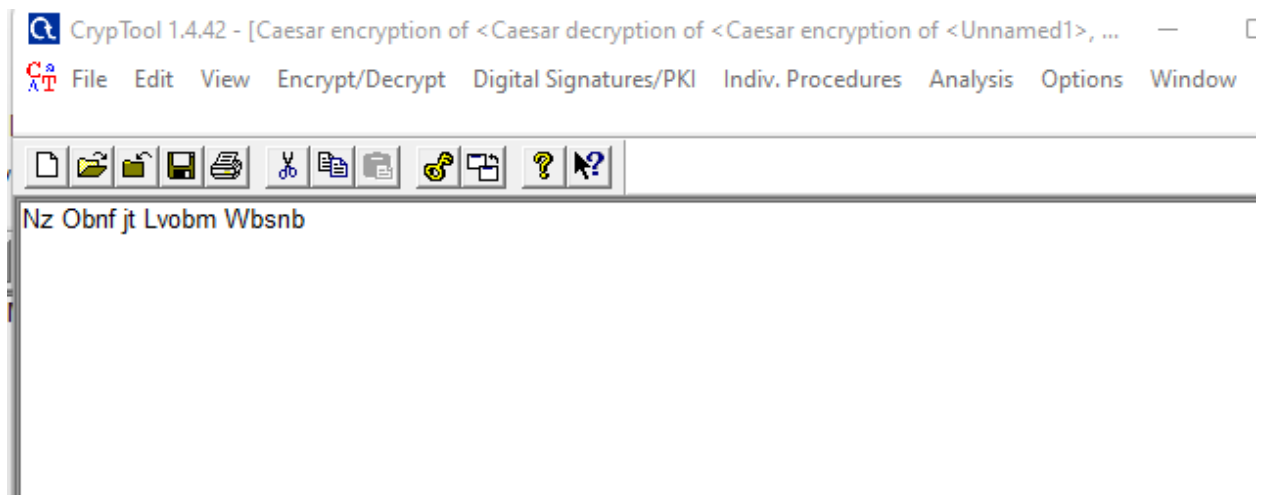 CrypTool 1.4.42 - [Caesar encryption of <Caesar decryption of <Caesar encryption of <Unnamed1>, ...
File Edit View Encrypt/Decrypt Digital Signatures/PKI Indiv. Procedures Analysis Options Window
Nz Obnf jt Lvobm Wbsnb